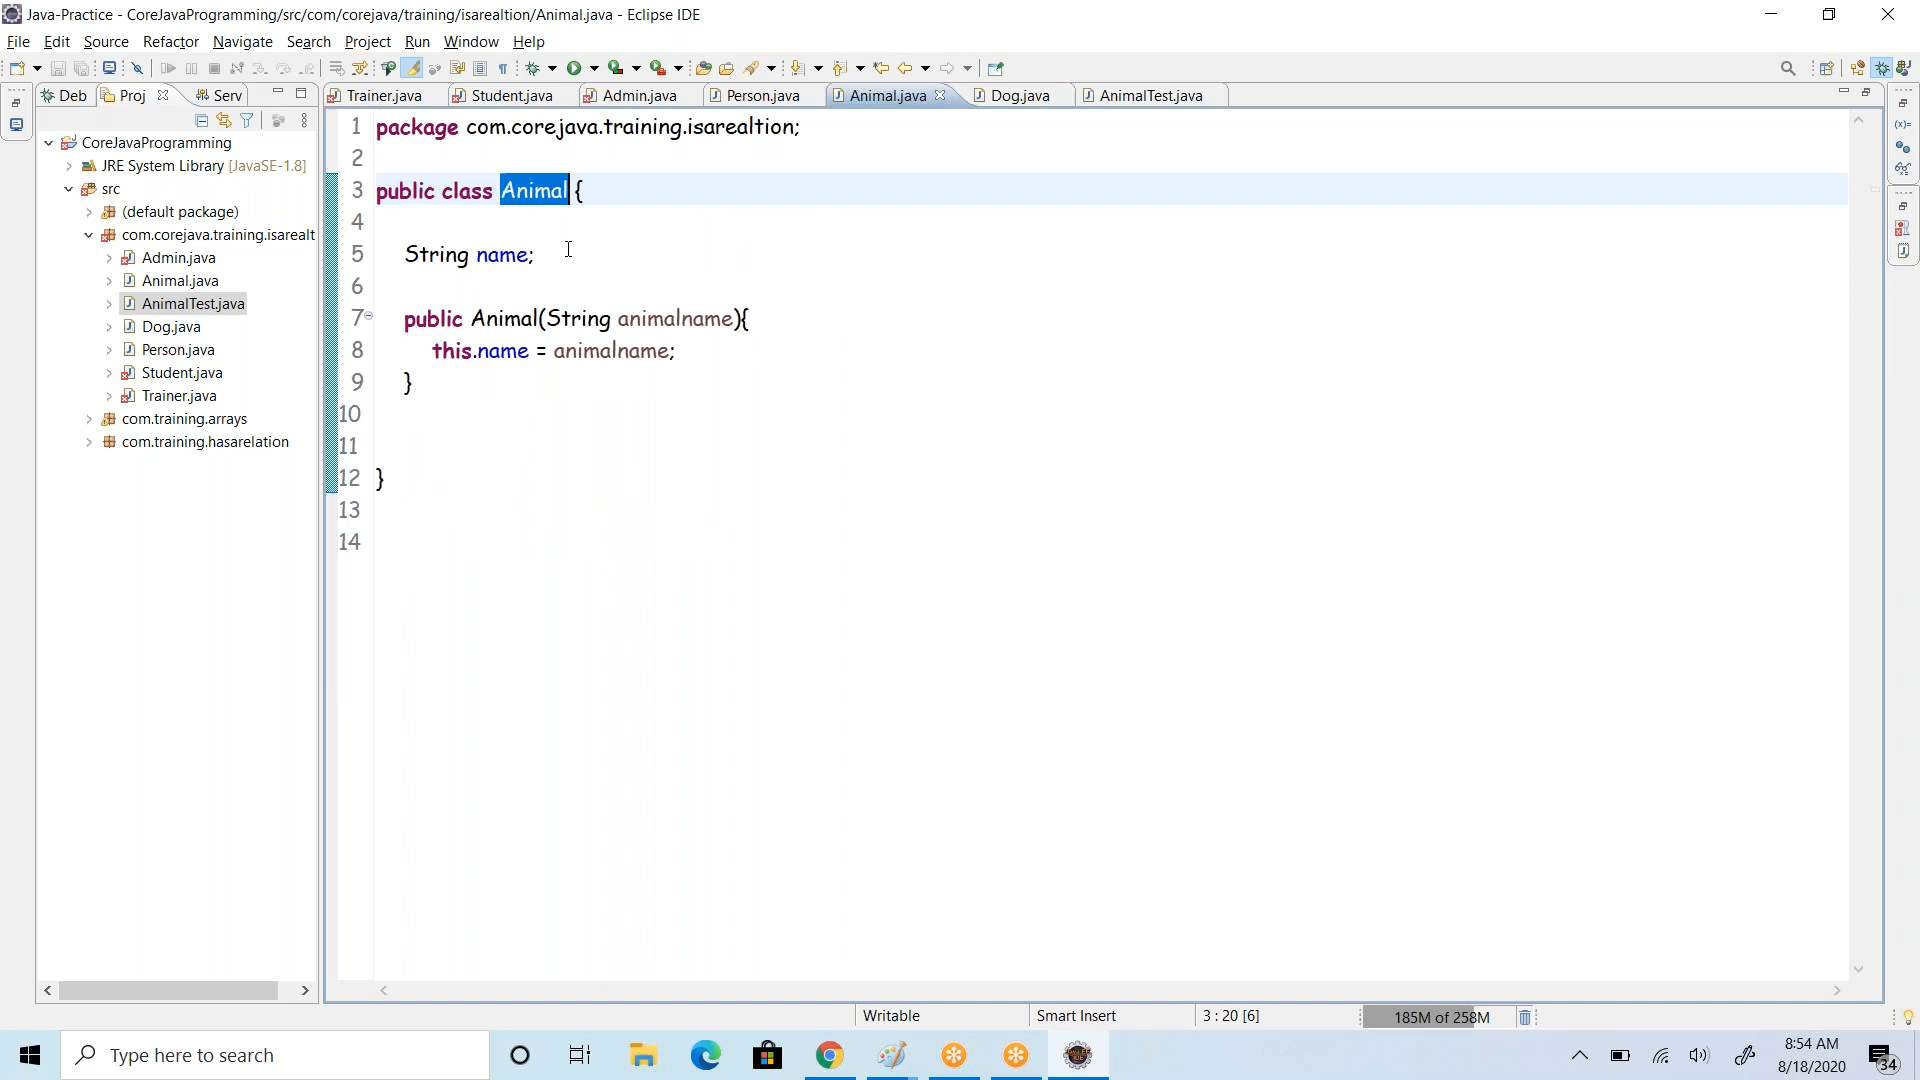 Java-Practice - CoreJavaProgramming/src/com/corejava/training/isarealtion/Animal.java - Eclipse IDE
File Edit Source Refactor Navigate Search Project Run Window Help
Deb Proj Serv Trainer.java Student.java Admin.java Person.java Animal.java Dog.java AnimalTest.java
CoreJavaProgramming
JRE System Library [JavaSE-1.8]
src
(default package)
com.corejava.training.isarealt
Admin.java
Animal.java
AnimalTest.java
Dog.java
Person.java
Student.java
Trainer.java
com.training.arrays
com.training.hasarelation
1 package com.corejava.training.isarealtion;
2
3 public class Animal {
4
5 String name;
6
7 public Animal(String animalname){
8 this.name = animalname;
9 }
10
11
12 }
13
14
Writable Smart Insert 3 : 20 [6] 185M of 258M
Type here to search
8:54 AM
8/18/2020
34